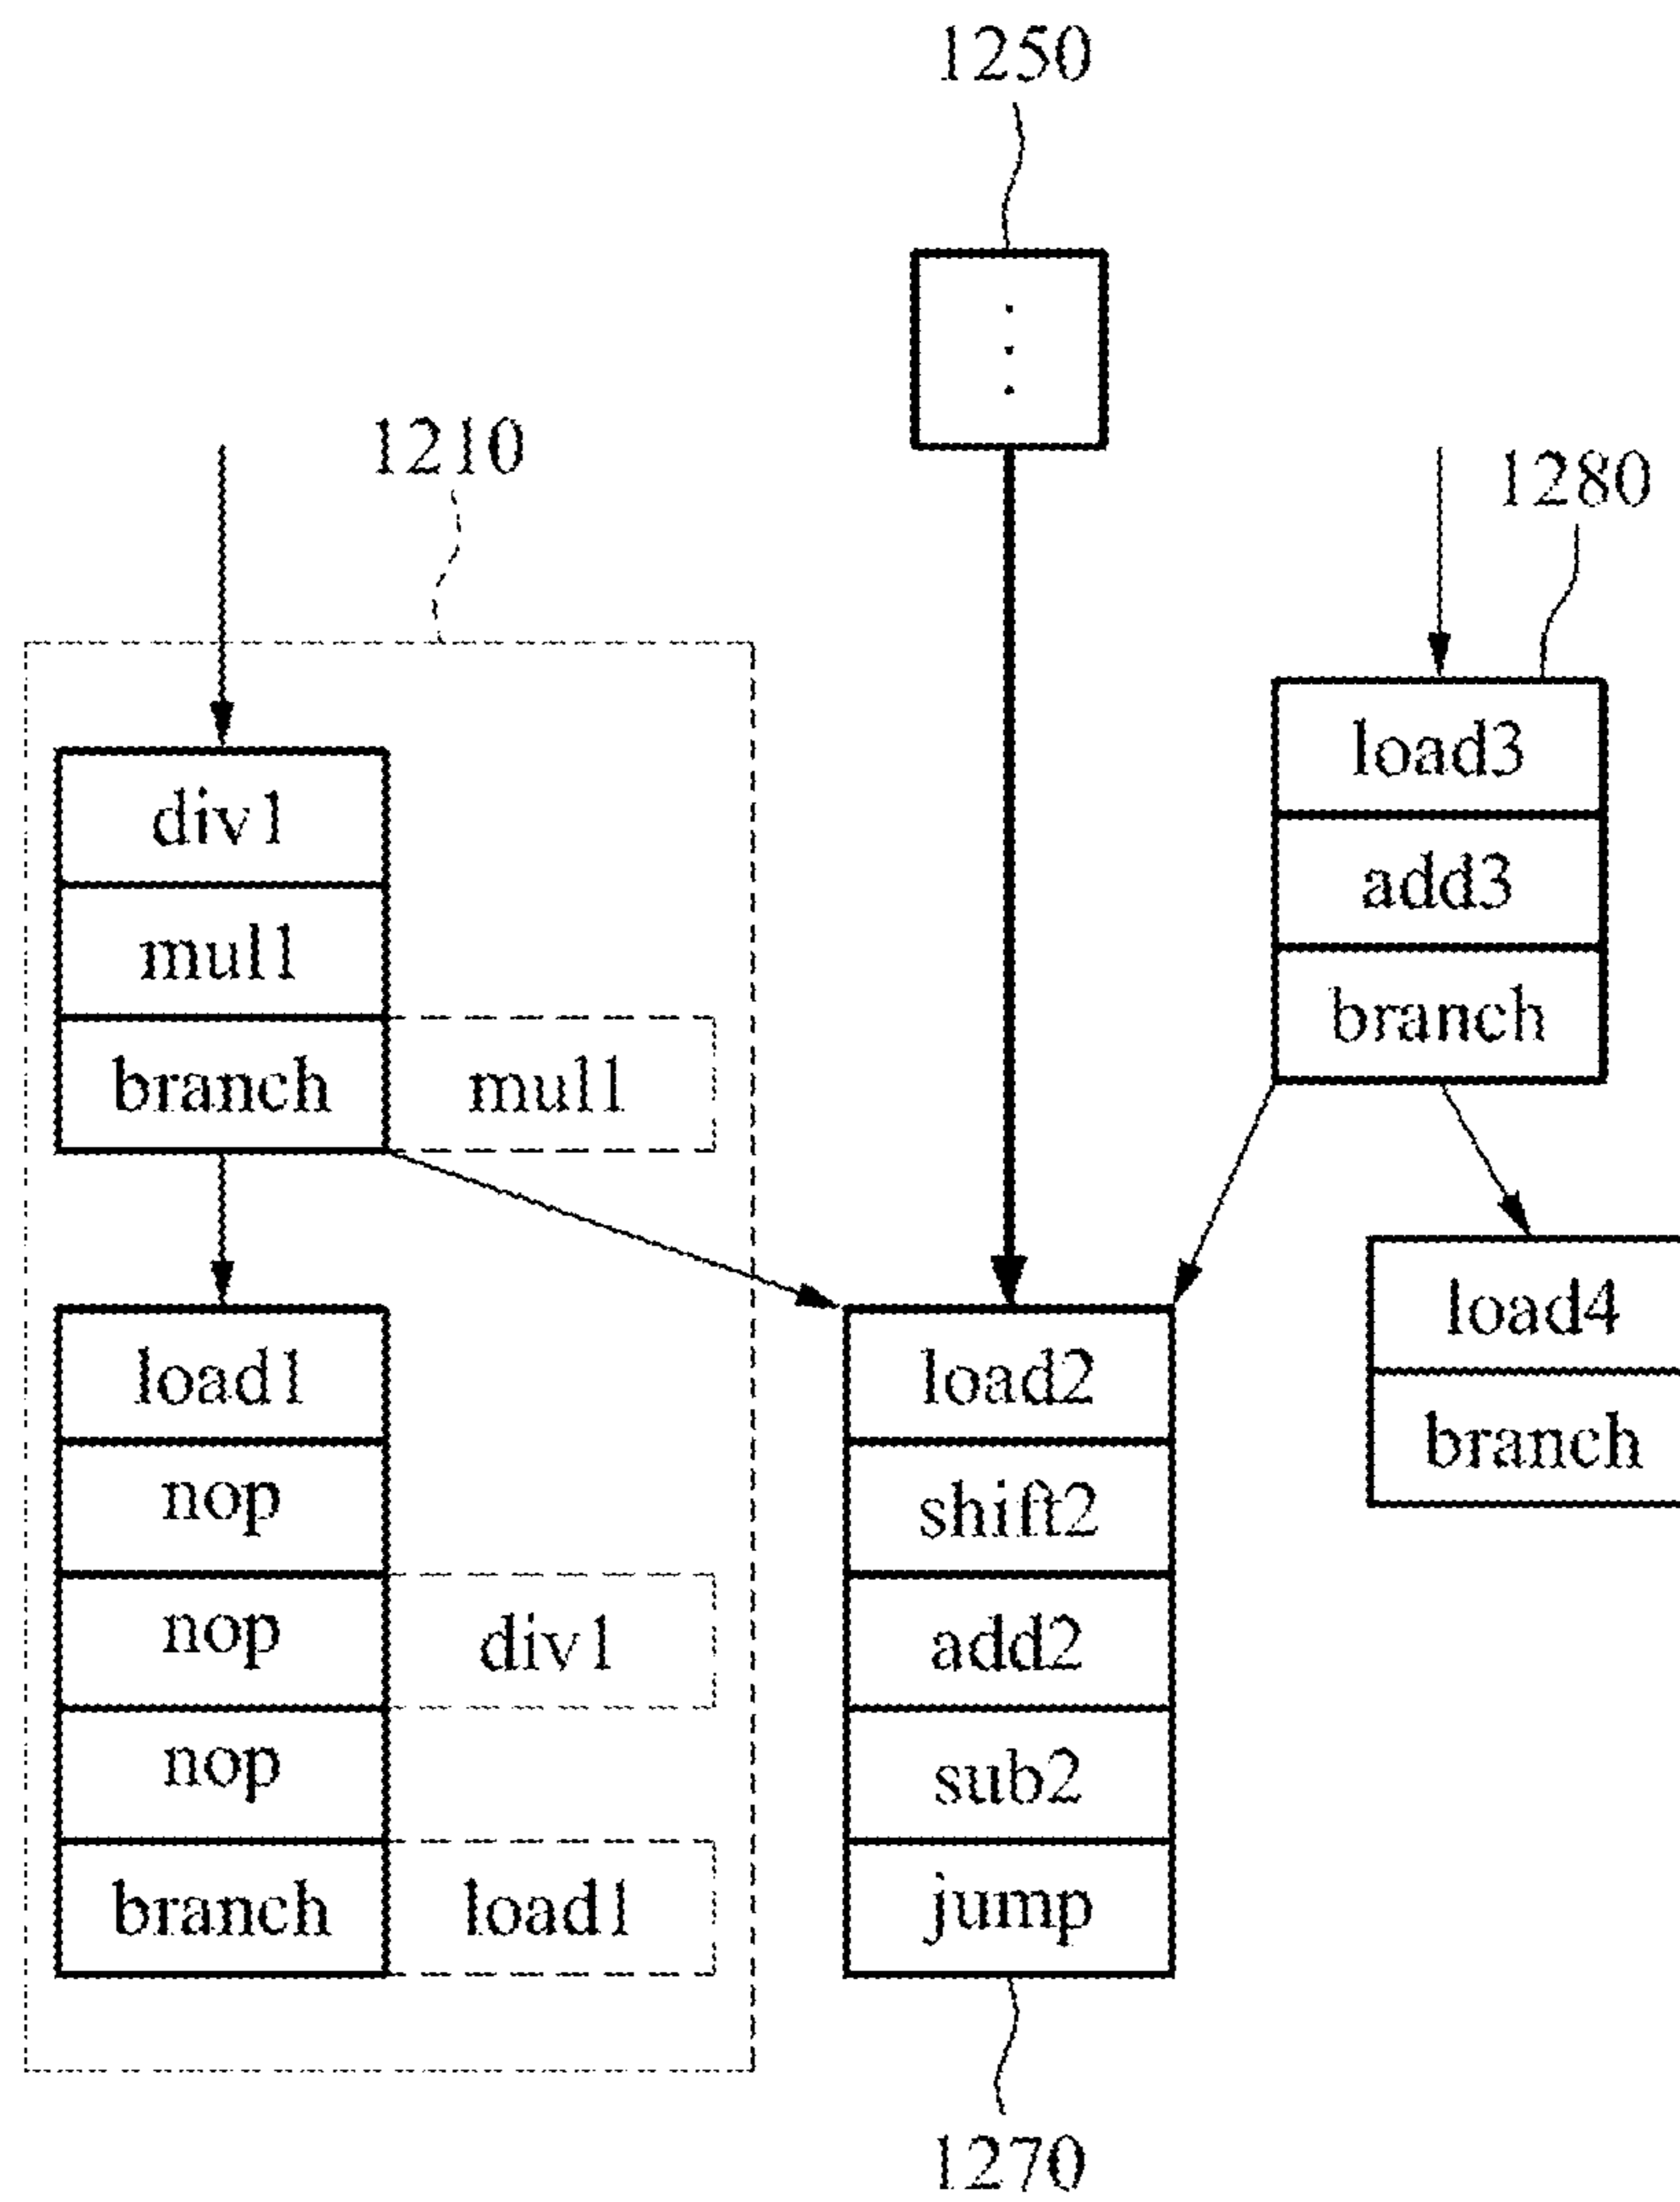 1250
1210
1280
div1
mul1
branch mul1
load1
nop
nop div1
nop
branch load1
load2
shift2
add2
sub2
jump
1270
load3
add3
branch
load4
branch